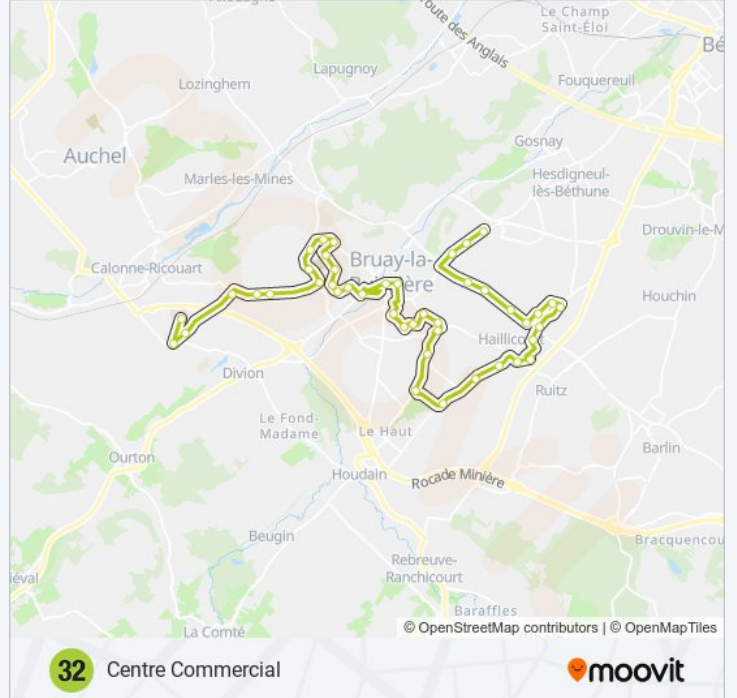 Route des Anglais
Le Champ
Saint-Éloi
Bé
Lapugnoy
Fouquereuil
Lozinghem
Auchel
Gosnay
Marles-les-Mines
Hesdigneul-
lès-Béthune
Drouvin-le-M
Bruay-la-
Calonne-Ricouart
Houchin
Haillicourt
Divion
Ruitz
Le Fond-
Madame
Le Haut
Barlin
Ourton
Houdain
Rocade Minière
Beugin
Bracquencou
Rebreuve-
Ranchicourt
iéval
Baraffles
La Comté
© OpenStreetMap contributors | © OpenMapTiles
32 Centre Commercial
moovit